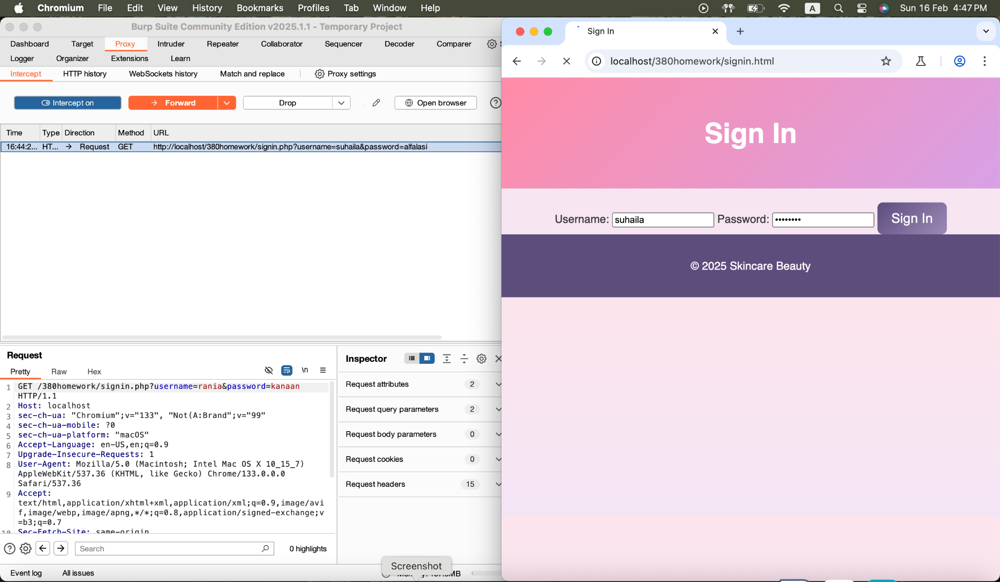 Chromium File Edit View History Bookmarks Profiles Tab Window Help A Sun 16 Feb 4:47 PM
Burp Suite Community Edition v2025.1.1 - Temporary Project
Dashboard Target Proxy Intruder Repeater Collaborator Sequencer Decoder Comparer
Logger Organizer Extensions Learn
Intercept HTTP history WebSockets history Match and replace Proxy settings
Intercept on Forward Drop Open browser
Time Type Direction Method URL
16:44:2... HT... Request GET http://localhost/380homework/signin.php?username=suhaila&password=alfalasi
Request
Pretty Raw Hex \n
1 GET /380homework/signin.php?username=rania&password=kanaan
HTTP/1.1
2 Host: localhost
3 sec-ch-ua: "Chromium";v="133", "Not(A:Brand";v="99"
4 sec-ch-ua-mobile: ?0
5 sec-ch-ua-platform: "macOS"
6 Accept-Language: en-US,en;q=0.9
7 Upgrade-Insecure-Requests: 1
8 User-Agent: Mozilla/5.0 (Macintosh; Intel Mac OS X 10_15_7)
AppleWebKit/537.36 (KHTML, like Gecko) Chrome/133.0.0.0
Safari/537.36
9 Accept:
text/html,application/xhtml+xml,application/xml;q=0.9,image/avi
f,image/webp,image/apng,*/*;q=0.8,application/signed-exchange;v
=b3;q=0.7
10 Sec-Fetch-Site: same-origin
Search 0 highlights
Inspector
Request attributes 2
Request query parameters 2
Request body parameters 0
Request cookies 0
Request headers 15
Event log All issues
Screenshot
Sign In
localhost/380homework/signin.html
Sign In
Username: suhaila Password: •••••••• Sign In
© 2025 Skincare Beauty